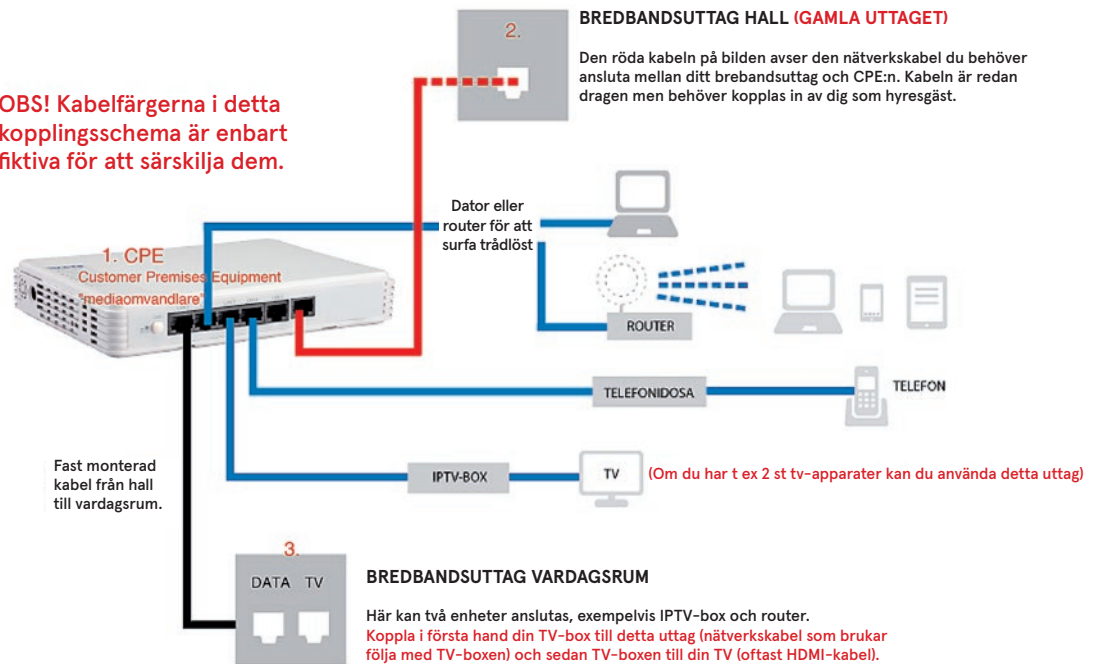 BREDBANDSUTTAG HALL (GAMLA UTTAGET)
2.
Den röda kabeln på bilden avser den nätverkskabel du behöver
ansluta mellan ditt brebandsuttag och CPE:n. Kabeln är redan
dragen men behöver kopplas in av dig som hyresgäst.
OBS! Kabelfärgerna i detta
kopplingsschema är enbart
fiktiva för att särskilja dem.
Dator eller
router för att
surfa trådlöst
1. CPE
Customer Premises Equipment
"mediaomvandlare"
ROUTER
TELEFONIDOSA
TELEFON
Fast monterad
kabel från hall
till vardagsrum.
IPTV-BOX
TV
(Om du har t ex 2 st tv-apparater kan du använda detta uttag)
3.
DATA TV
BREDBANDSUTTAG VARDAGSRUM
Här kan två enheter anslutas, exempelvis IPTV-box och router.
Koppla i första hand din TV-box till detta uttag (nätverkskabel som brukar
följa med TV-boxen) och sedan TV-boxen till din TV (oftast HDMI-kabel).